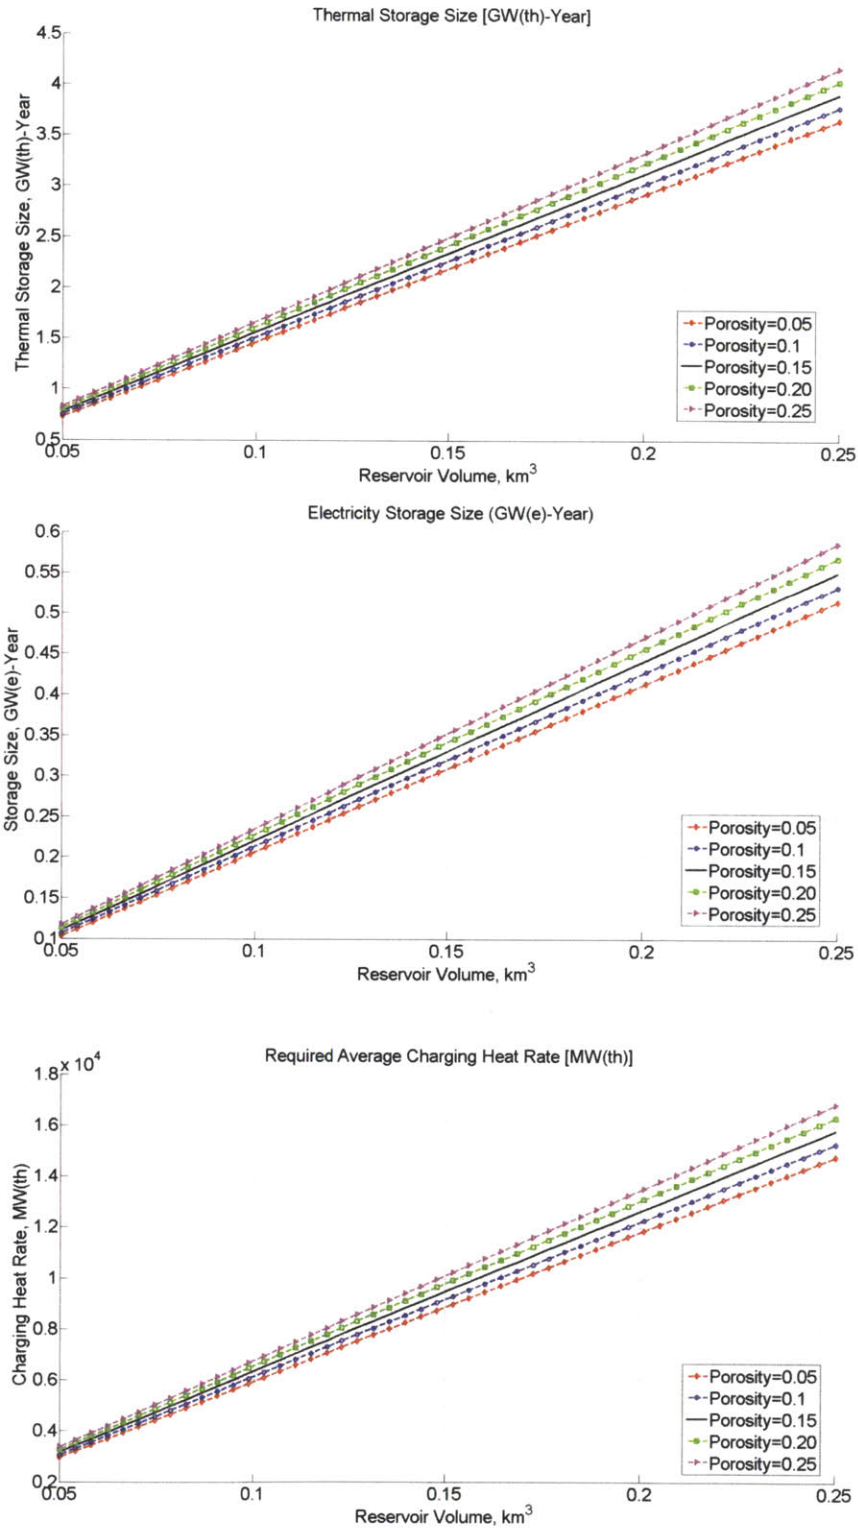 Thermal Storage Size [GW(th)-Year]
4.5
4
3.5
3
2.5
2
1.5
1
0.5
Thermal Storage Size, GW(th)-Year
Porosity=0.05
Porosity=0.1
Porosity=0.15
Porosity=0.20
Porosity=0.25
0.05 0.1 0.15 0.2 0.25
Reservoir Volume, km³
Electricity Storage Size (GW(e)-Year)
0.6
0.55
0.5
0.45
0.4
0.35
0.3
0.25
0.2
0.15
0.1
Storage Size, GW(e)-Year
Porosity=0.05
Porosity=0.1
Porosity=0.15
Porosity=0.20
Porosity=0.25
0.05 0.1 0.15 0.2 0.25
Reservoir Volume, km³
Required Average Charging Heat Rate [MW(th)]
x 10⁴
1.8
1.6
1.4
1.2
1
0.8
0.6
0.4
0.2
Charging Heat Rate, MW(th)
Porosity=0.05
Porosity=0.1
Porosity=0.15
Porosity=0.20
Porosity=0.25
0.05 0.1 0.15 0.2 0.25
Reservoir Volume, km³